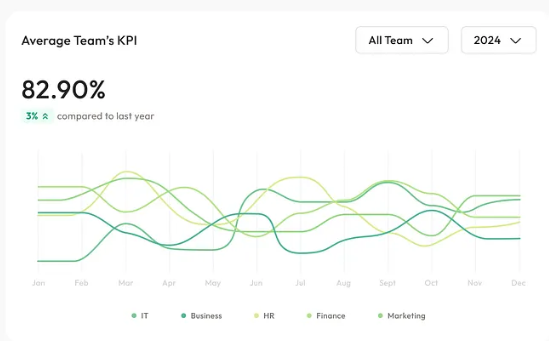 Average Team's KPI
All Team
2024
82.90%
3% compared to last year
Jan Feb Mar Apr May Jun Jul Aug Sept Oct Nov Dec
IT Business HR Finance Marketing